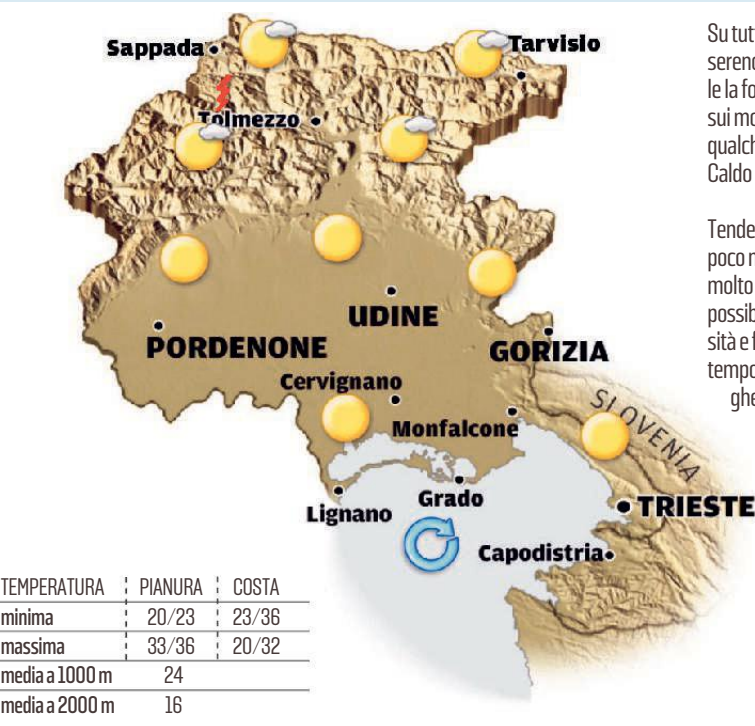 Sappada
Tarvisio
Tolmezzo
UDINE
PORDENONE
GORIZIA
Cervignano
Monfalcone
SLOVENIA
Lignano
Grado
TRIESTE
Capodistria
TEMPERATURA PIANURA COSTA
minima 20/23 23/36
massima 33/36 20/32
media a 1000 m 24
media a 2000 m 16
Su tut
seren
le la fo
sui mo
qualch
Caldo
Tende
poco n
molto
possib
sità e f
tempo
ghe